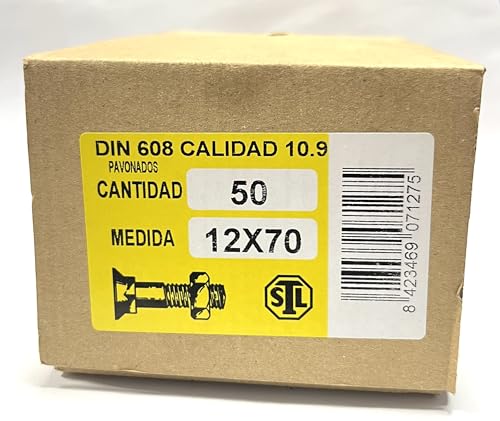 DIN 608 CALIDAD 10.9
PAVONADOS
CANTIDAD 50
MEDIDA 12X70
STL
8 423469 071275